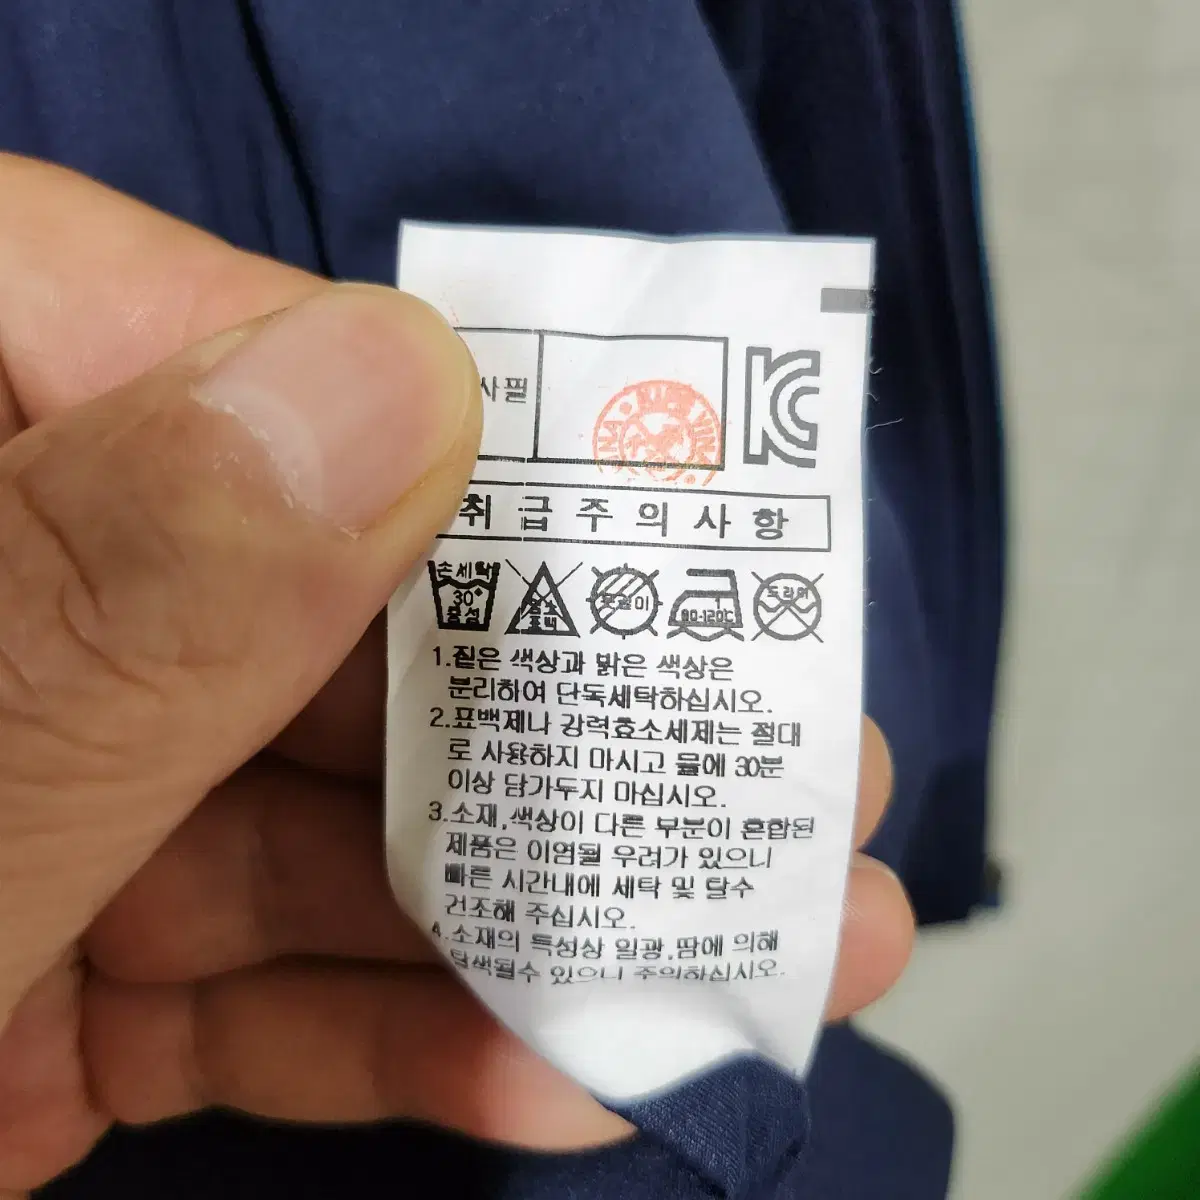 사필
KC
취급주의사항
손세탁
30°
중성
염소
표백
옷걸이
80-120℃
드라이
1.짙은 색상과 밝은 색상은
분리하여 단독세탁하십시오.
2.표백제나 강력효소세제는 절대
로 사용하지 마시고 물에 30분
이상 담가두지 마십시오.
3.소재,색상이 다른 부분이 혼합된
제품은 이염될 우려가 있으니
빠른 시간내에 세탁 및 탈수
건조해 주십시오.
4.소재의 특성상 일광,땀에 의해
탈색될수 있으니 주의하십시오.